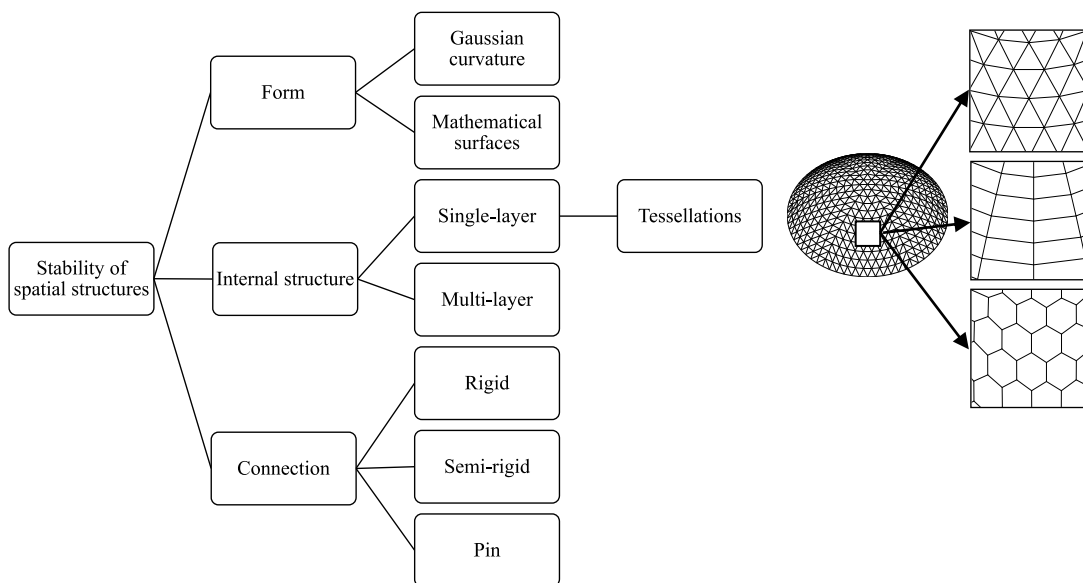 Stability of
spatial structures
Form
Internal structure
Connection
Gaussian
curvature
Mathematical
surfaces
Single-layer
Multi-layer
Rigid
Semi-rigid
Pin
Tessellations